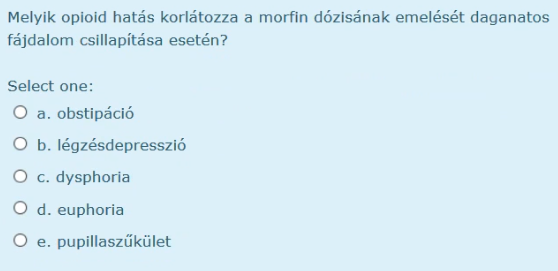 Melyik opioid hatás korlátozza a morfin dózisának emelését daganatos
fájdalom csillapítása esetén?
Select one:
a. obstipáció
b. légzésdepresszió
c. dysphoria
d. euphoria
e. pupillaszűkület